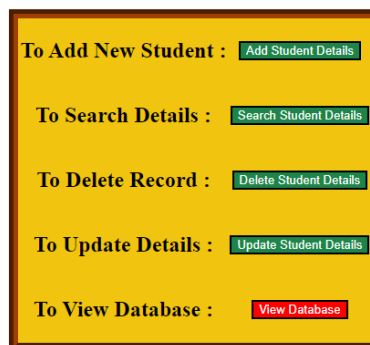 To Add New Student : Add Student Details
To Search Details : Search Student Details
To Delete Record : Delete Student Details
To Update Details : Update Student Details
To View Database : View Database